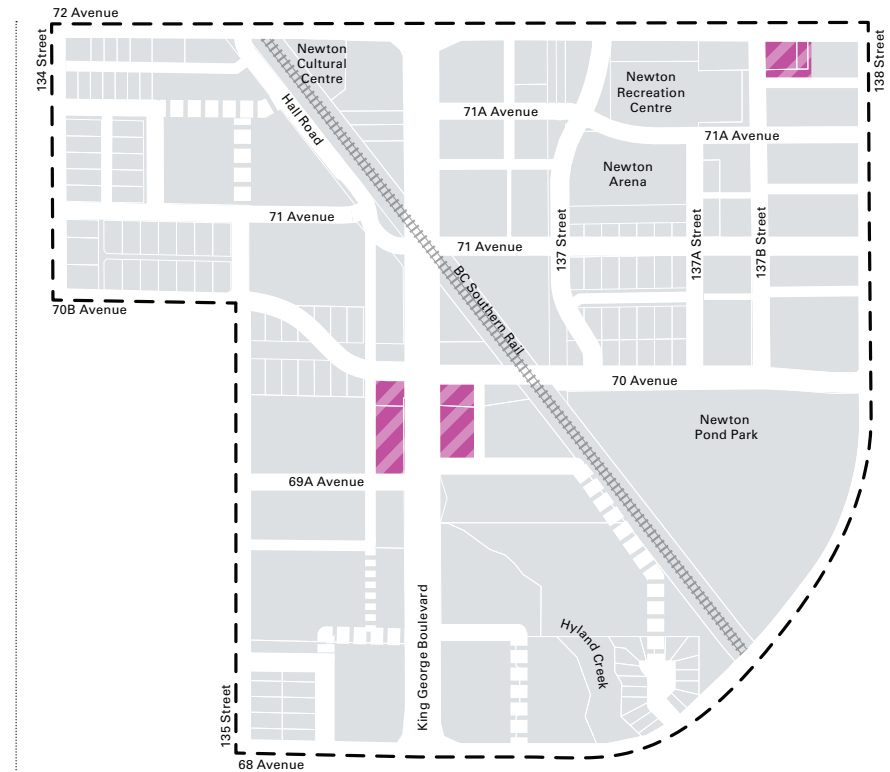 72 Avenue
134 Street
138 Street
Newton
Cultural
Centre
Newton
Recreation
Centre
Hall Road
71A Avenue
71A Avenue
Newton
Arena
71 Avenue
71 Avenue
137 Street
137A Street
137B Street
BC Southern Rail
70B Avenue
70 Avenue
Newton
Pond Park
69A Avenue
King George Boulevard
Hyland Creek
135 Street
68 Avenue